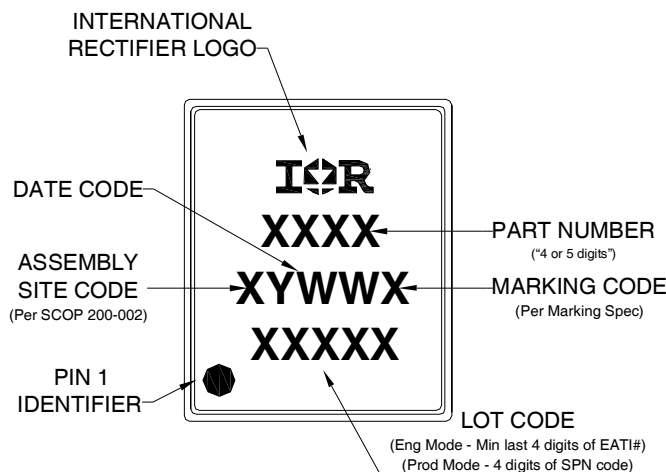 INTERNATIONAL
RECTIFIER LOGO
IOR
DATE CODE
XXXX
PART NUMBER
("4 or 5 digits")
ASSEMBLY
SITE CODE
(Per SCOP 200-002)
XYWWX
MARKING CODE
(Per Marking Spec)
XXXXX
PIN 1
IDENTIFIER
LOT CODE
(Eng Mode - Min last 4 digits of EATI#)
(Prod Mode - 4 digits of SPN code)